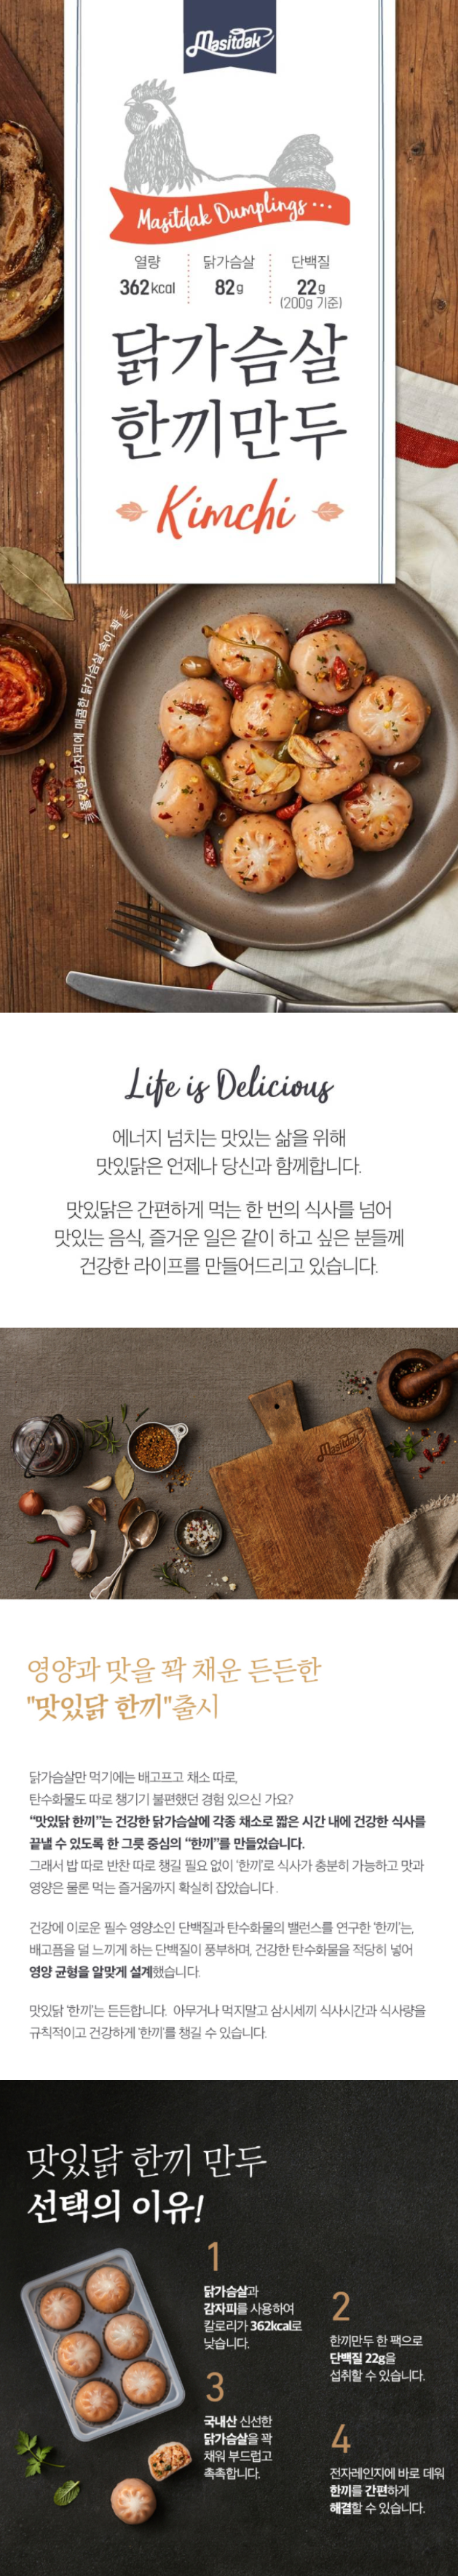 Masitdak
Masitdak Dumplings ...
열량
362kcal
닭가슴살
82g
단백질
22g
(200g 기준)
닭가슴살
한끼만두
Kimchi
쫄깃한 감자피에 매콤한 닭가슴살 속이 꽉
Life is Delicious
에너지 넘치는 맛있는 삶을 위해
맛있닭은 언제나 당신과 함께합니다.
맛있닭은 간편하게 먹는 한 번의 식사를 넘어
맛있는 음식, 즐거운 일은 같이 하고 싶은 분들께
건강한 라이프를 만들어드리고 있습니다.
Masitdak
영양과 맛을 꽉 채운 든든한
"맛있닭 한끼"출시
닭가슴살만 먹기에는 배고프고 채소 따로,
탄수화물도 따로 챙기기 불편했던 경험 있으신 가요?
“맛있닭 한끼”는 건강한 닭가슴살에 각종 채소로 짧은 시간 내에 건강한 식사를
끝낼 수 있도록 한 그릇 중심의 “한끼”를 만들었습니다.
그래서 밥 따로 반찬 따로 챙길 필요 없이 '한끼'로 식사가 충분히 가능하고 맛과
영양은 물론 먹는 즐거움까지 확실히 잡았습니다.
건강에 이로운 필수 영양소인 단백질과 탄수화물의 밸런스를 연구한 '한끼'는,
배고픔을 덜 느끼게 하는 단백질이 풍부하며, 건강한 탄수화물을 적당히 넣어
영양 균형을 알맞게 설계했습니다.
맛있닭 '한끼'는 든든합니다. 아무거나 먹지말고 삼시세끼 식사시간과 식사량을
규칙적이고 건강하게 '한끼'를 챙길 수 있습니다.
맛있닭 한끼 만두
선택의 이유!
1
닭가슴살과
감자피를 사용하여
칼로리가 362kcal로
낮습니다.
2
한끼만두 한 팩으로
단백질 22g을
섭취할 수 있습니다.
3
국내산 신선한
닭가슴살을 꽉
채워 부드럽고
촉촉합니다.
4
전자레인지에 바로 데워
한끼를 간편하게
해결할 수 있습니다.